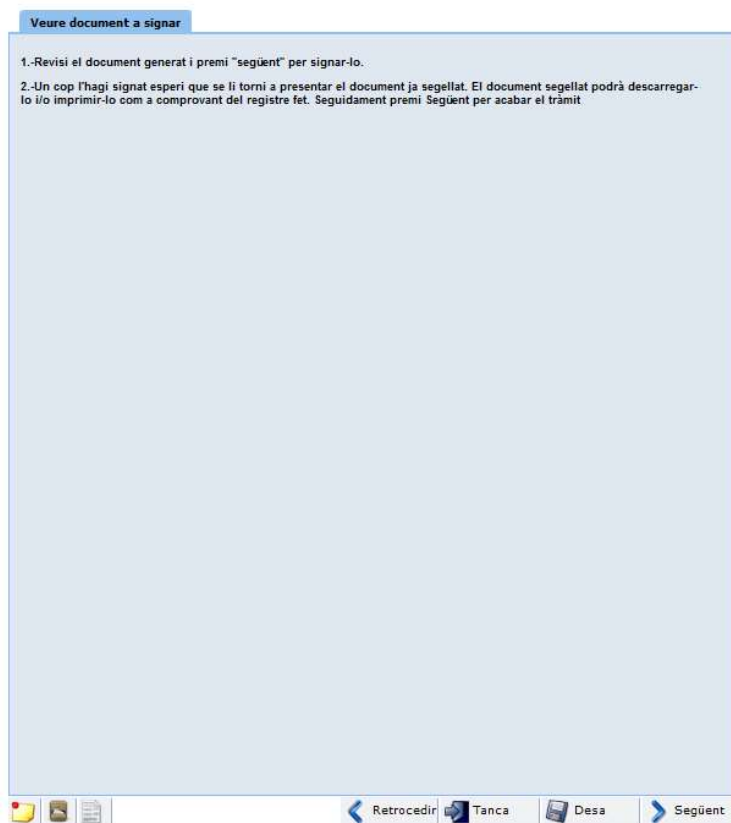 Veure document a signar
1.-Revisi el document generat i premi "següent" per signar-lo.
2.-Un cop l'hagi signat esperi que se li torni a presentar el document ja segellat. El document segellat podrà descarregar-
lo i/o imprimir-lo com a comprovant del registre fet. Seguidament premi Següent per acabar el tràmit
Retrocedir Tanca Desa Següent